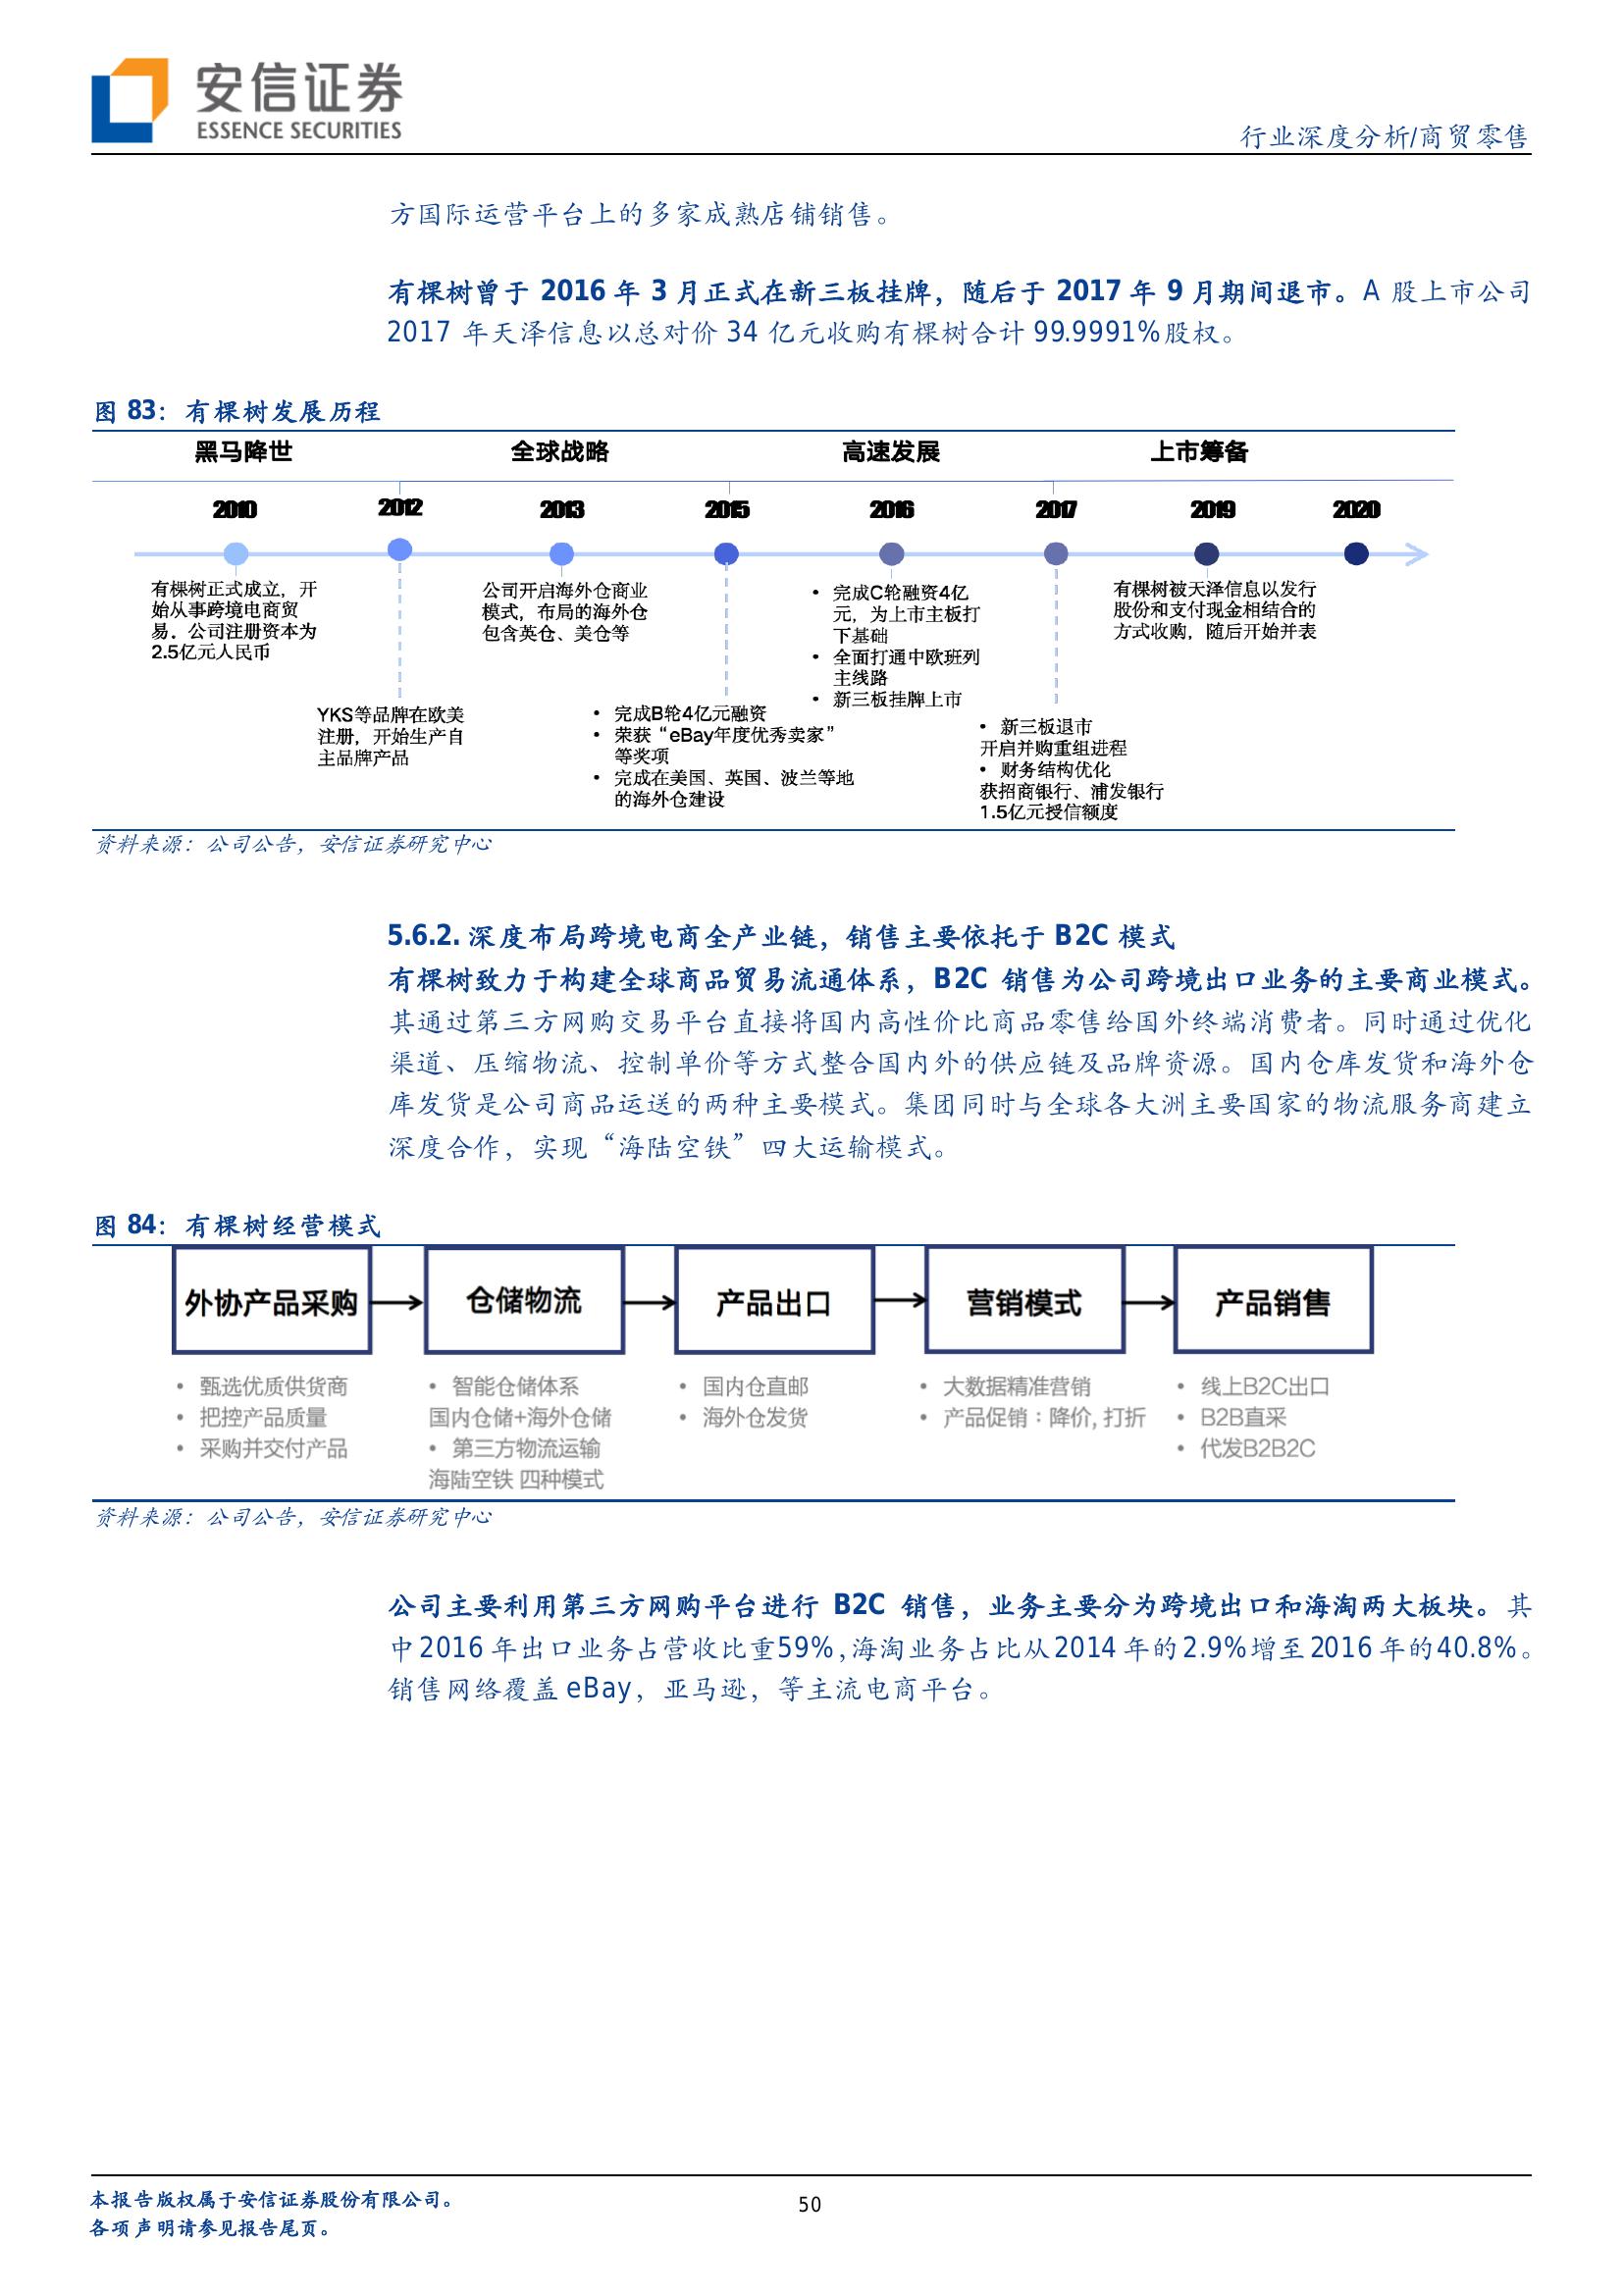 安信证券
ESSENCE SECURITIES
行业深度分析/商贸零售
方国际运营平台上的多家成熟店铺销售。
有棵树曾于 2016 年 3 月正式在新三板挂牌，随后于 2017 年 9 月期间退市。A 股上市公司
2017 年天泽信息以总对价 34 亿元收购有棵树合计 99.9991%股权。
图 83：有棵树发展历程
黑马降世 全球战略 高速发展 上市筹备
2010 2012 2013 2015 2016 2017 2019 2020
有棵树正式成立，开
始从事跨境电商贸
易。公司注册资本为
2.5亿元人民币
YKS等品牌在欧美
注册，开始生产自
主品牌产品
公司开启海外仓商业
模式，布局的海外仓
包含英仓、美仓等
• 完成B轮4亿元融资
• 荣获“eBay年度优秀卖家”
等奖项
• 完成在美国、英国、波兰等地
的海外仓建设
• 完成C轮融资4亿
元，为上市主板打
下基础
• 全面打通中欧班列
主线路
• 新三板挂牌上市
• 新三板退市
开启并购重组进程
• 财务结构优化
获招商银行、浦发银行
1.5亿元授信额度
有棵树被天泽信息以发行
股份和支付现金相结合的
方式收购，随后开始并表
资料来源：公司公告，安信证券研究中心
5.6.2. 深度布局跨境电商全产业链，销售主要依托于 B2C 模式
有棵树致力于构建全球商品贸易流通体系，B2C 销售为公司跨境出口业务的主要商业模式。
其通过第三方网购交易平台直接将国内高性价比商品零售给国外终端消费者。同时通过优化
渠道、压缩物流、控制单价等方式整合国内外的供应链及品牌资源。国内仓库发货和海外仓
库发货是公司商品运送的两种主要模式。集团同时与全球各大洲主要国家的物流服务商建立
深度合作，实现“海陆空铁”四大运输模式。
图 84：有棵树经营模式
外协产品采购 仓储物流 产品出口 营销模式 产品销售
• 甄选优质供货商
• 把控产品质量
• 采购并交付产品
• 智能仓储体系
国内仓储+海外仓储
• 第三方物流运输
海陆空铁 四种模式
• 国内仓直邮
• 海外仓发货
• 大数据精准营销
• 产品促销：降价, 打折
• 线上B2C出口
• B2B直采
• 代发B2B2C
资料来源：公司公告，安信证券研究中心
公司主要利用第三方网购平台进行 B2C 销售，业务主要分为跨境出口和海淘两大板块。其
中 2016 年出口业务占营收比重59%,海淘业务占比从2014 年的 2.9%增至 2016 年的 40.8%。
销售网络覆盖 eBay，亚马逊，等主流电商平台。
本报告版权属于安信证券股份有限公司。
各项声明请参见报告尾页。
50